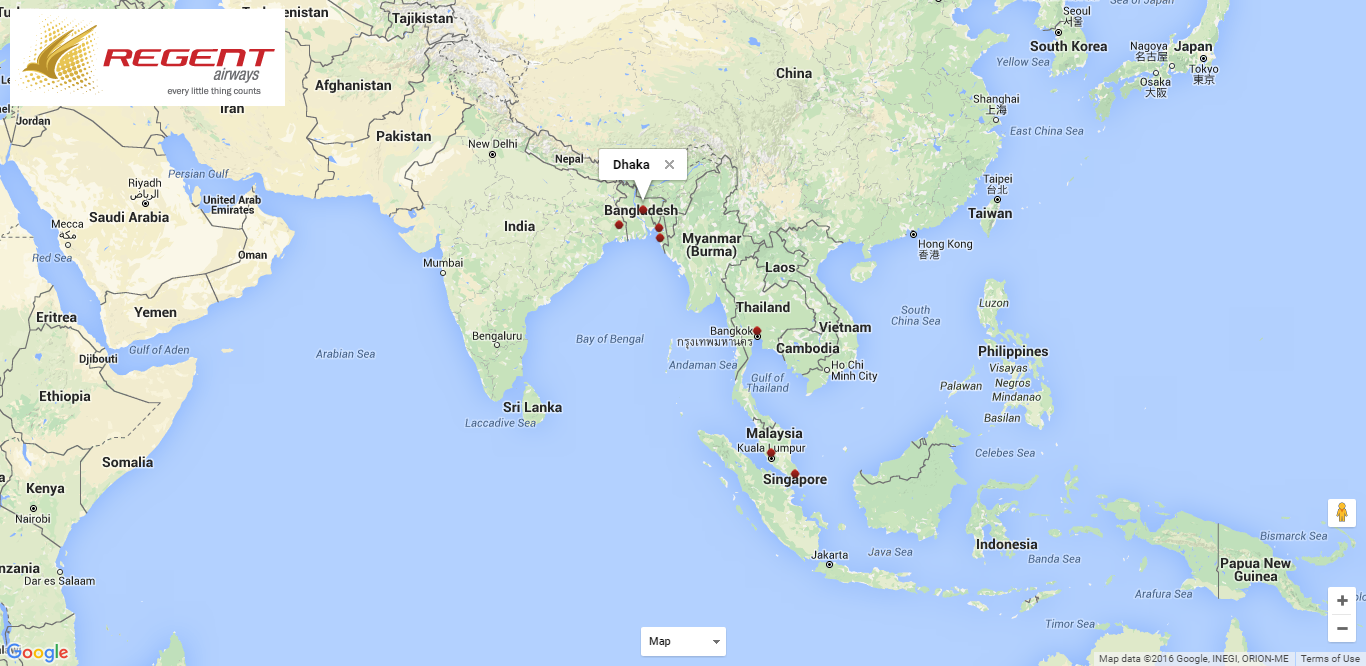 Seoul
서울
Sea of Japan
enistan
Tajikistan
REGENT
airways
every little thing counts
South Korea
Nagoya
名古屋
Japan
Yellow Sea
Tokyo
東京
Osaka
大阪
China
Afghanistan
Iran
Shanghai
上海
Jordan
Pakistan
East China Sea
New Delhi
Nepal
Dhaka
Persian Gulf
Riyadh
الرياض
United Arab
Emirates
Taipei
台北
Saudi Arabia
Bangladesh
Taiwan
Mecca
مكة
India
Myanmar
(Burma)
Hong Kong
香港
Red Sea
Oman
Mumbai
Laos
Yemen
Thailand
Luzon
Eritrea
South
China Sea
Bangkok
กรุงเทพมหานคร
Vietnam
Bengaluru
Bay of Bengal
Gulf of Aden
Arabian Sea
Djibouti
Cambodia
Philippines
Andaman Sea
Ho Chi
Minh City
Visayas
Gulf of
Thailand
Palawan
Negros
Ethiopia
Mindanao
Sri Lanka
Basilan
Laccadive Sea
Malaysia
Kuala Lumpur
Celebes Sea
Somalia
Singapore
Kenya
Nairobi
Bismarck Sea
Indonesia
Jakarta
Java Sea
Banda Sea
Papua New
Guinea
nzania
Dar es Salaam
Arafura Sea
Timor Sea
+
−
Map
Google
Map data ©2016 Google, INEGI, ORION-ME
Terms of Use